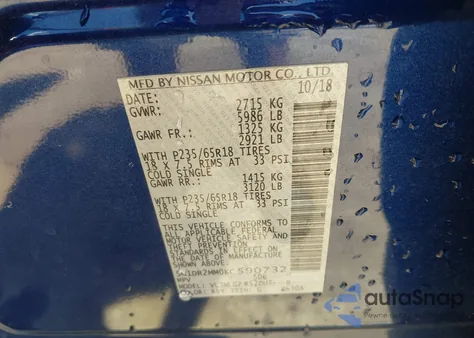 MFD BY NISSAN MOTOR CO., LTD.
DATE: 10/18
GVWR: 2715 KG
5986 LB
GAWR FR: 1325 KG
2921 LB
WITH P235/65R18 TIRES
18 X 7.5 RIMS AT 33 PSI
COLD SINGLE
GAWR RR: 1415 KG
3120 LB
WITH P235/65R18 TIRES
18 X 7.5 RIMS AT 33 PSI
COLD SINGLE
THIS VEHICLE CONFORMS TO
ALL APPLICABLE FEDERAL
MOTOR VEHICLE SAFETY AND
THEFT PREVENTION
STANDARDS IN EFFECT ON
THE DATE OF MANUFACTURE
SHOWN ABOVE.
5N1DR2MM0KC590732
MPV
MODEL:
COLOR:
autoSnap